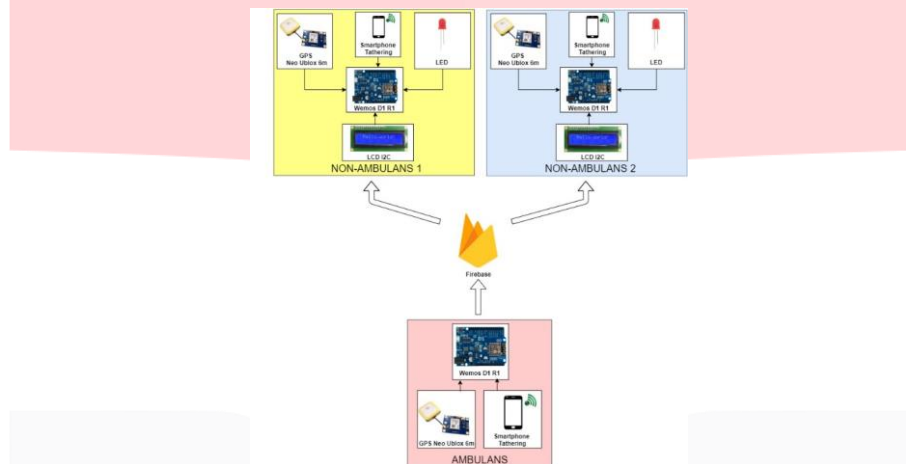 GPS
Neo Ublox 6m
Smartphone
Tathering
LED
Wemos D1 R1
LCD I2C
NON-AMBULANS 1
GPS
Neo Ublox 6m
Smartphone
Tathering
LED
Wemos D1 R1
LCD I2C
NON-AMBULANS 2
Firebase
Wemos D1 R1
GPS Neo Ublox 6m
Smartphone
Tathering
AMBULANS